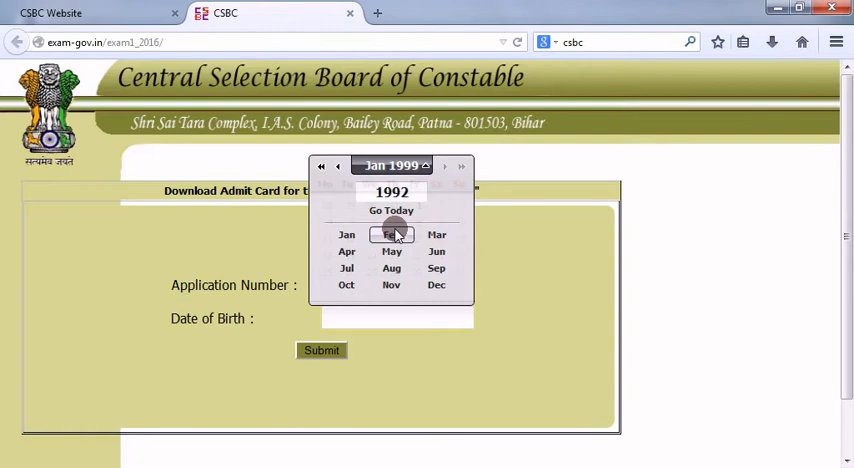 CSBC Website
CSBC
exam-gov.in/exam1_2016/
csbc
Central Selection Board of Constable
Shri Sai Tara Complex, I.A.S. Colony, Bailey Road, Patna - 801503, Bihar
सत्यमेव जयते
Jan 1999
Download Admit Card for t
1992
Go Today
Jan Feb Mar
Apr May Jun
Jul Aug Sep
Oct Nov Dec
Application Number :
Date of Birth :
Submit